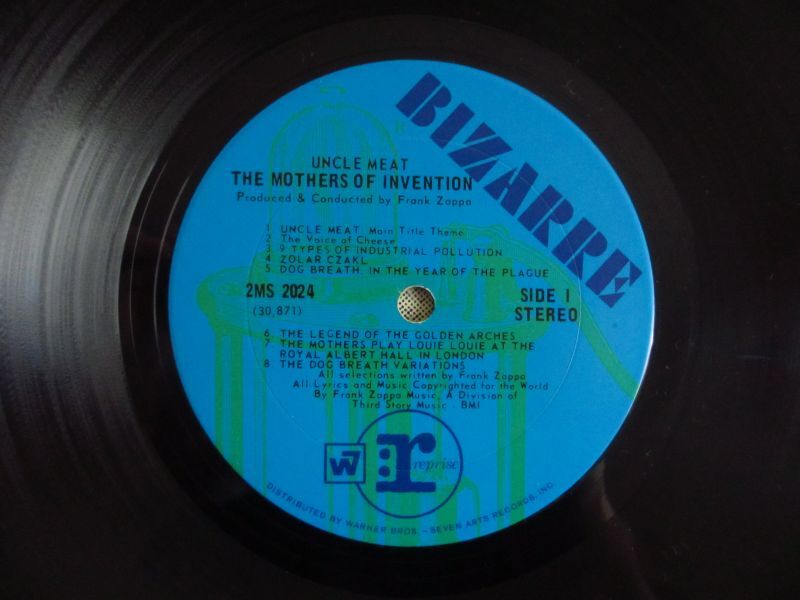 BIZARRE
®
UNCLE MEAT
THE MOTHERS OF INVENTION
Produced & Conducted by Frank Zappa
1 UNCLE MEAT: Main Title Theme
2 The Voice of Cheese
3 9 TYPES OF INDUSTRIAL POLLUTION
4 ZOLAR CZAKL
5 DOG BREATH, IN THE YEAR OF THE PLAGUE
2MS 2024
(30,871)
SIDE 1
STEREO
6 THE LEGEND OF THE GOLDEN ARCHES
7 THE MOTHERS PLAY LOUIE LOUIE AT THE
ROYAL ALBERT HALL IN LONDON
8 THE DOG BREATH VARIATIONS
All selections written by Frank Zappa
All Lyrics and Music Copyrighted for the World
By Frank Zappa Music, A Division of
Third Story Music - BMI
W7
r:
reprise
DISTRIBUTED BY WARNER BROS. – SEVEN ARTS RECORDS, INC.